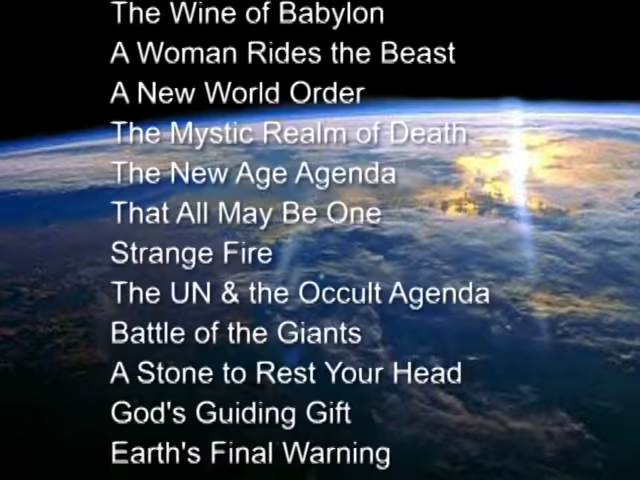 The Wine of Babylon
A Woman Rides the Beast
A New World Order
The Mystic Realm of Death
The New Age Agenda
That All May Be One
Strange Fire
The UN & the Occult Agenda
Battle of the Giants
A Stone to Rest Your Head
God's Guiding Gift
Earth's Final Warning